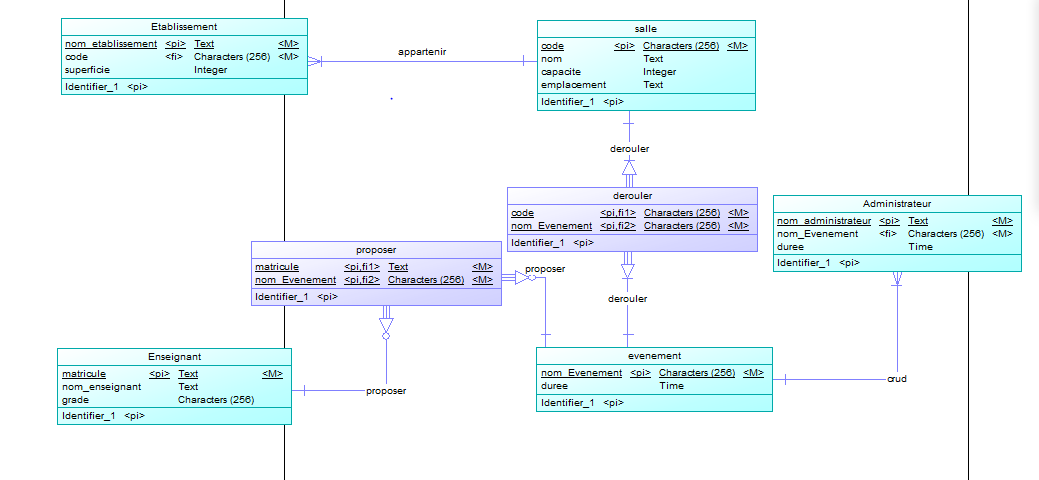 Etablissement
nom_etablissement <pi> Text <M>
code <fi> Characters (256) <M>
superficie Integer
Identifier_1 <pi>
appartenir
salle
code <pi> Characters (256) <M>
nom Text
capacite Integer
emplacement Text
Identifier_1 <pi>
derouler
derouler
code <pi,fi1> Characters (256) <M>
nom_Evenement <pi,fi2> Characters (256) <M>
Identifier_1 <pi>
Administrateur
nom_administrateur <pi> Text <M>
nom_Evenement <fi> Characters (256) <M>
duree Time
Identifier_1 <pi>
proposer
matricule <pi,fi1> Text <M>
nom_Evenement <pi,fi2> Characters (256) <M>
Identifier_1 <pi>
proposer
derouler
Enseignant
matricule <pi> Text <M>
nom_enseignant Text
grade Characters (256)
Identifier_1 <pi>
proposer
evenement
nom_Evenement <pi> Characters (256) <M>
duree Time
Identifier_1 <pi>
crud